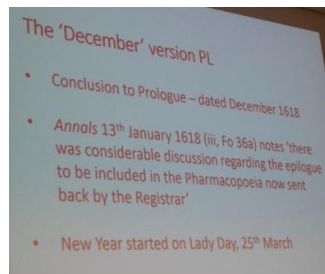 The 'December' version PL
• Conclusion to Prologue – dated December 1618
• Annals 13th January 1618 (iii, Fo 36a) notes 'there
was considerable discussion regarding the epilogue
to be included in the Pharmacopoeia now sent
back by the Registrar'
• New Year started on Lady Day, 25th March